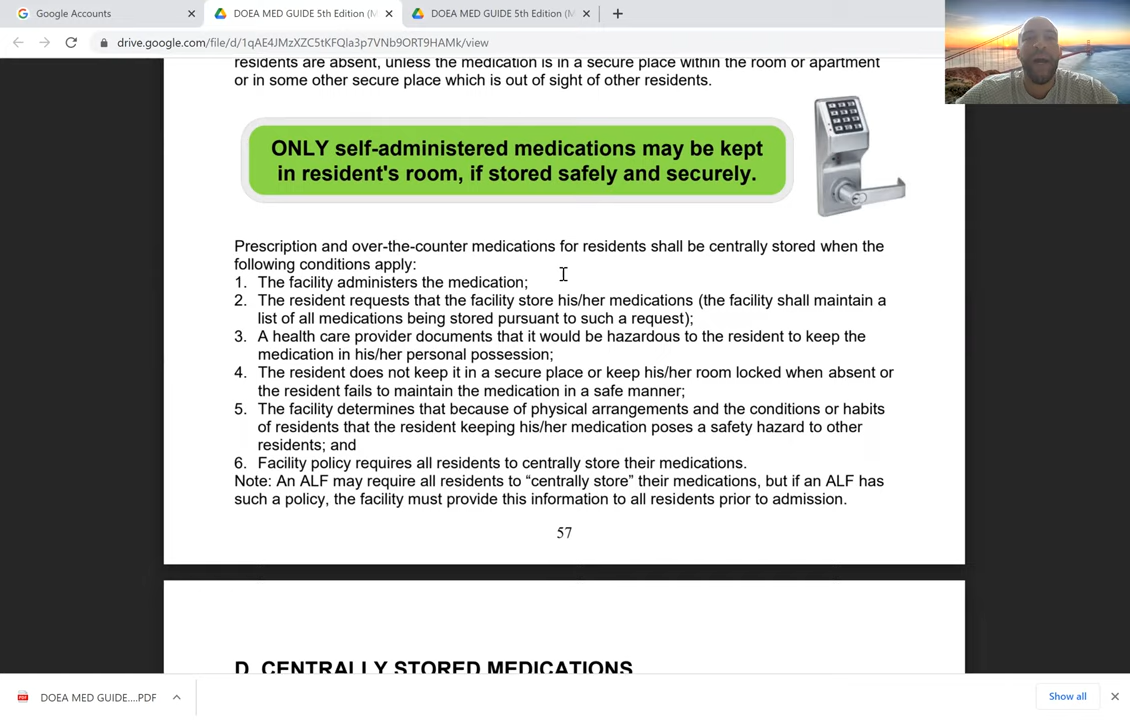 Google Accounts
DOEA MED GUIDE 5th Edition (M
DOEA MED GUIDE 5th Edition (M
drive.google.com/file/d/1qAE4JMzXZC5tKFQIa3p7VNb9ORT9HAMk/view
residents are absent, unless the medication is in a secure place within the room or apartment
or in some other secure place which is out of sight of other residents.
ONLY self-administered medications may be kept
in resident's room, if stored safely and securely.
Prescription and over-the-counter medications for residents shall be centrally stored when the
following conditions apply:
1. The facility administers the medication;
2. The resident requests that the facility store his/her medications (the facility shall maintain a
list of all medications being stored pursuant to such a request);
3. A health care provider documents that it would be hazardous to the resident to keep the
medication in his/her personal possession;
4. The resident does not keep it in a secure place or keep his/her room locked when absent or
the resident fails to maintain the medication in a safe manner;
5. The facility determines that because of physical arrangements and the conditions or habits
of residents that the resident keeping his/her medication poses a safety hazard to other
residents; and
6. Facility policy requires all residents to centrally store their medications.
Note: An ALF may require all residents to “centrally store” their medications, but if an ALF has
such a policy, the facility must provide this information to all residents prior to admission.
57
D. CENTRALLY STORED MEDICATIONS
DOEA MED GUIDE....PDF
Show all